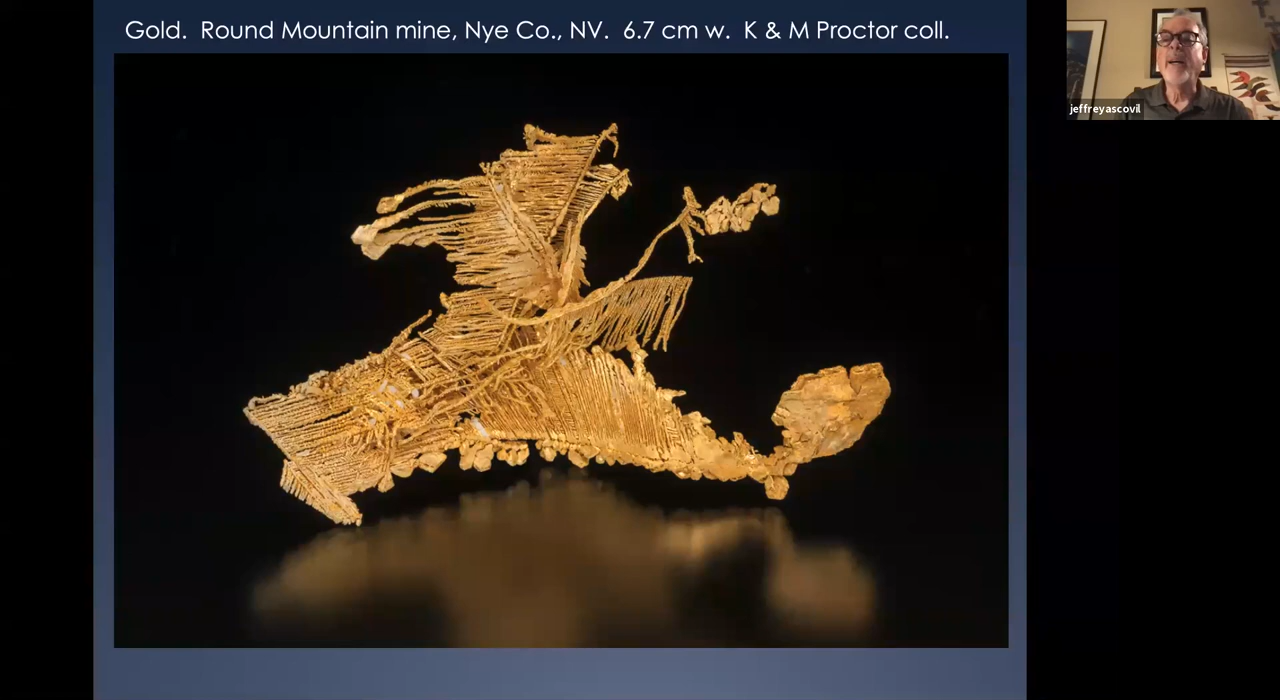 Gold.  Round Mountain mine, Nye Co., NV.  6.7 cm w.  K & M Proctor coll.
jeffreyascovil